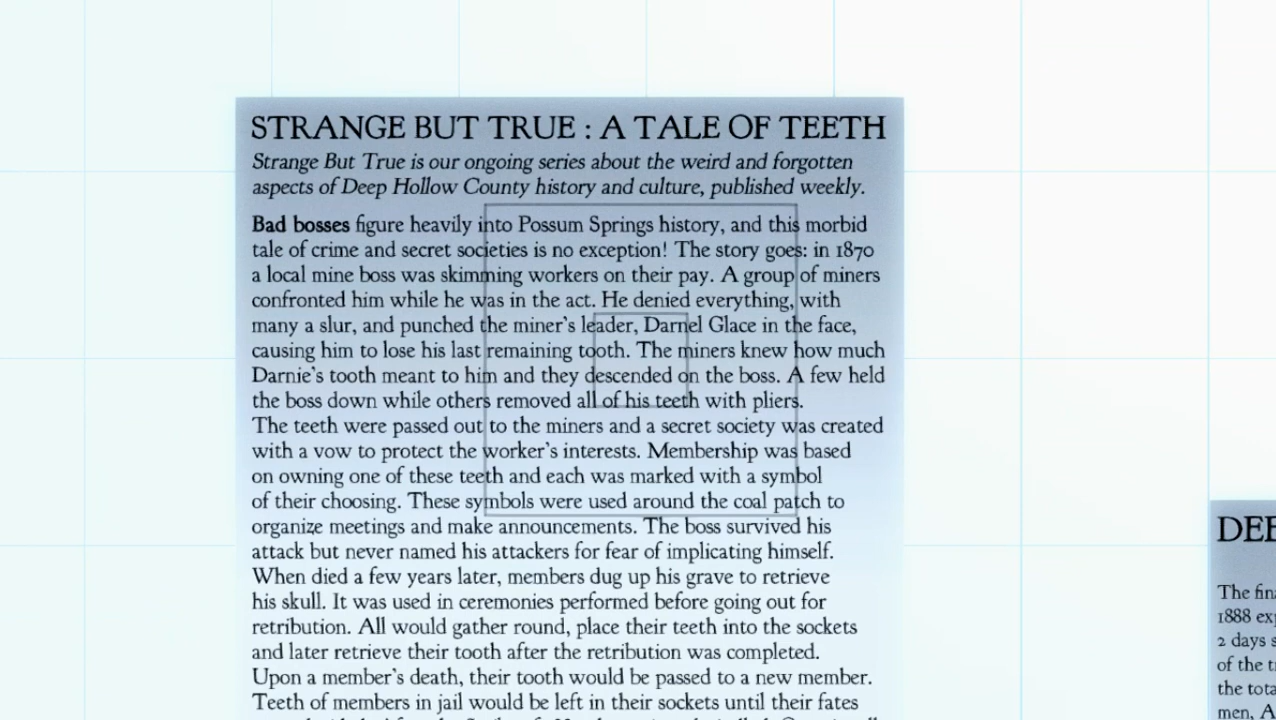 STRANGE BUT TRUE : A TALE OF TEETH
Strange But True is our ongoing series about the weird and forgotten
aspects of Deep Hollow County history and culture, published weekly.
Bad bosses figure heavily into Possum Springs history, and this morbid
tale of crime and secret societies is no exception! The story goes: in 1870
a local mine boss was skimming workers on their pay. A group of miners
confronted him while he was in the act. He denied everything, with
many a slur, and punched the miner's leader, Darnel Glace in the face,
causing him to lose his last remaining tooth. The miners knew how much
Darnie's tooth meant to him and they descended on the boss. A few held
the boss down while others removed all of his teeth with pliers.
The teeth were passed out to the miners and a secret society was created
with a vow to protect the worker's interests. Membership was based
on owning one of these teeth and each was marked with a symbol
of their choosing. These symbols were used around the coal patch to
organize meetings and make announcements. The boss survived his
attack but never named his attackers for fear of implicating himself.
When died a few years later, members dug up his grave to retrieve
his skull. It was used in ceremonies performed before going out for
retribution. All would gather round, place their teeth into the sockets
and later retrieve their tooth after the retribution was completed.
Upon a member's death, their tooth would be passed to a new member.
Teeth of members in jail would be left in their sockets until their fates
DEE
The fin
1888 ex
2 days s
of the t
the tota
men, A